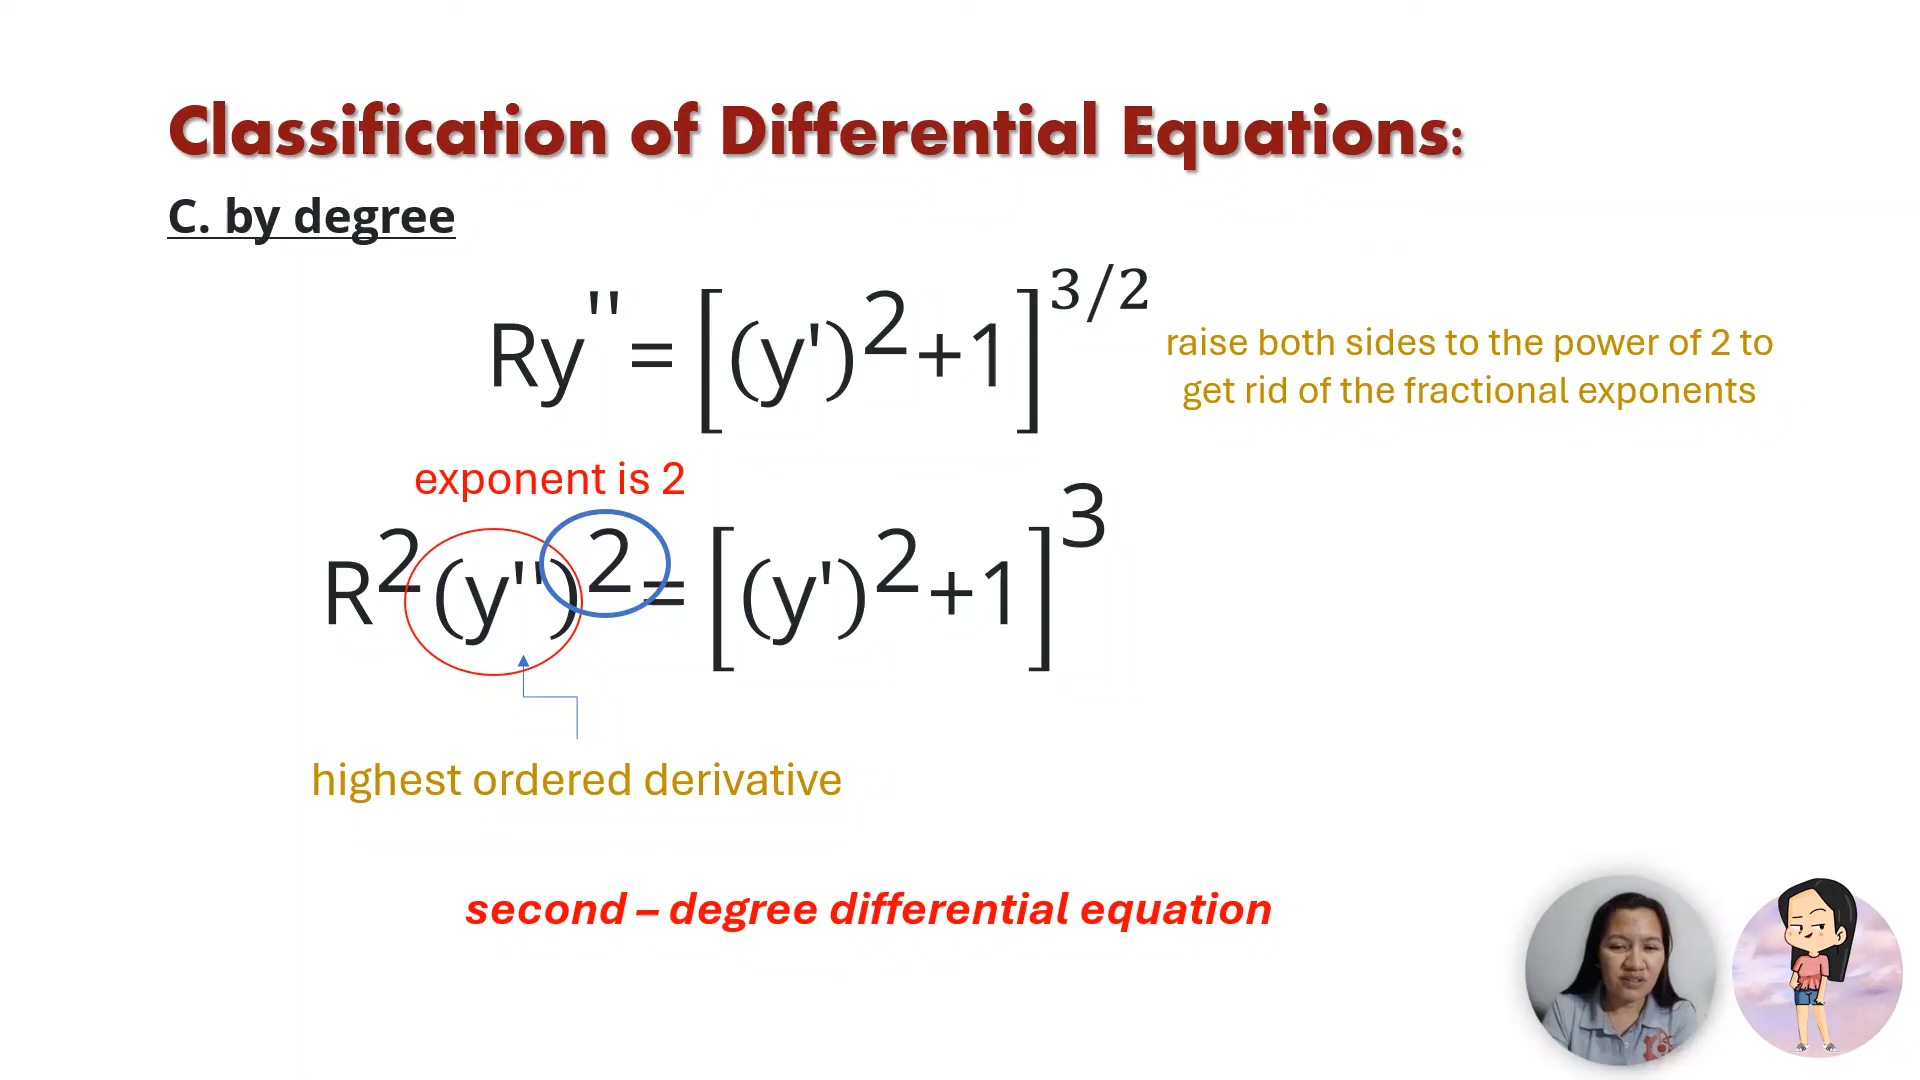 Classification of Differential Equations:
C. by degree
Ry'' = [(y')²+1]^3/2
raise both sides to the power of 2 to
get rid of the fractional exponents
exponent is 2
R²(y'')² = [(y')²+1]³
highest ordered derivative
second – degree differential equation